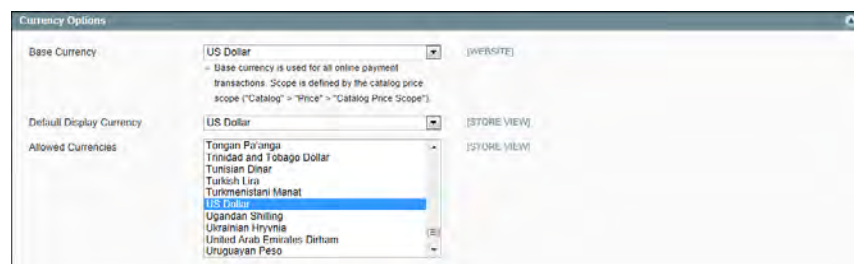 Currency Options
Base Currency US Dollar [WEBSITE]
Base currency is used for all online payment
transactions. Scope is defined by the catalog price
scope ("Catalog" > "Price" > "Catalog Price Scope").
Default Display Currency US Dollar [STORE VIEW]
Allowed Currencies [STORE VIEW]
Tongan Paʻanga
Trinidad and Tobago Dollar
Tunisian Dinar
Turkish Lira
Turkmenistani Manat
US Dollar
Ugandan Shilling
Ukrainian Hryvnia
United Arab Emirates Dirham
Uruguayan Peso